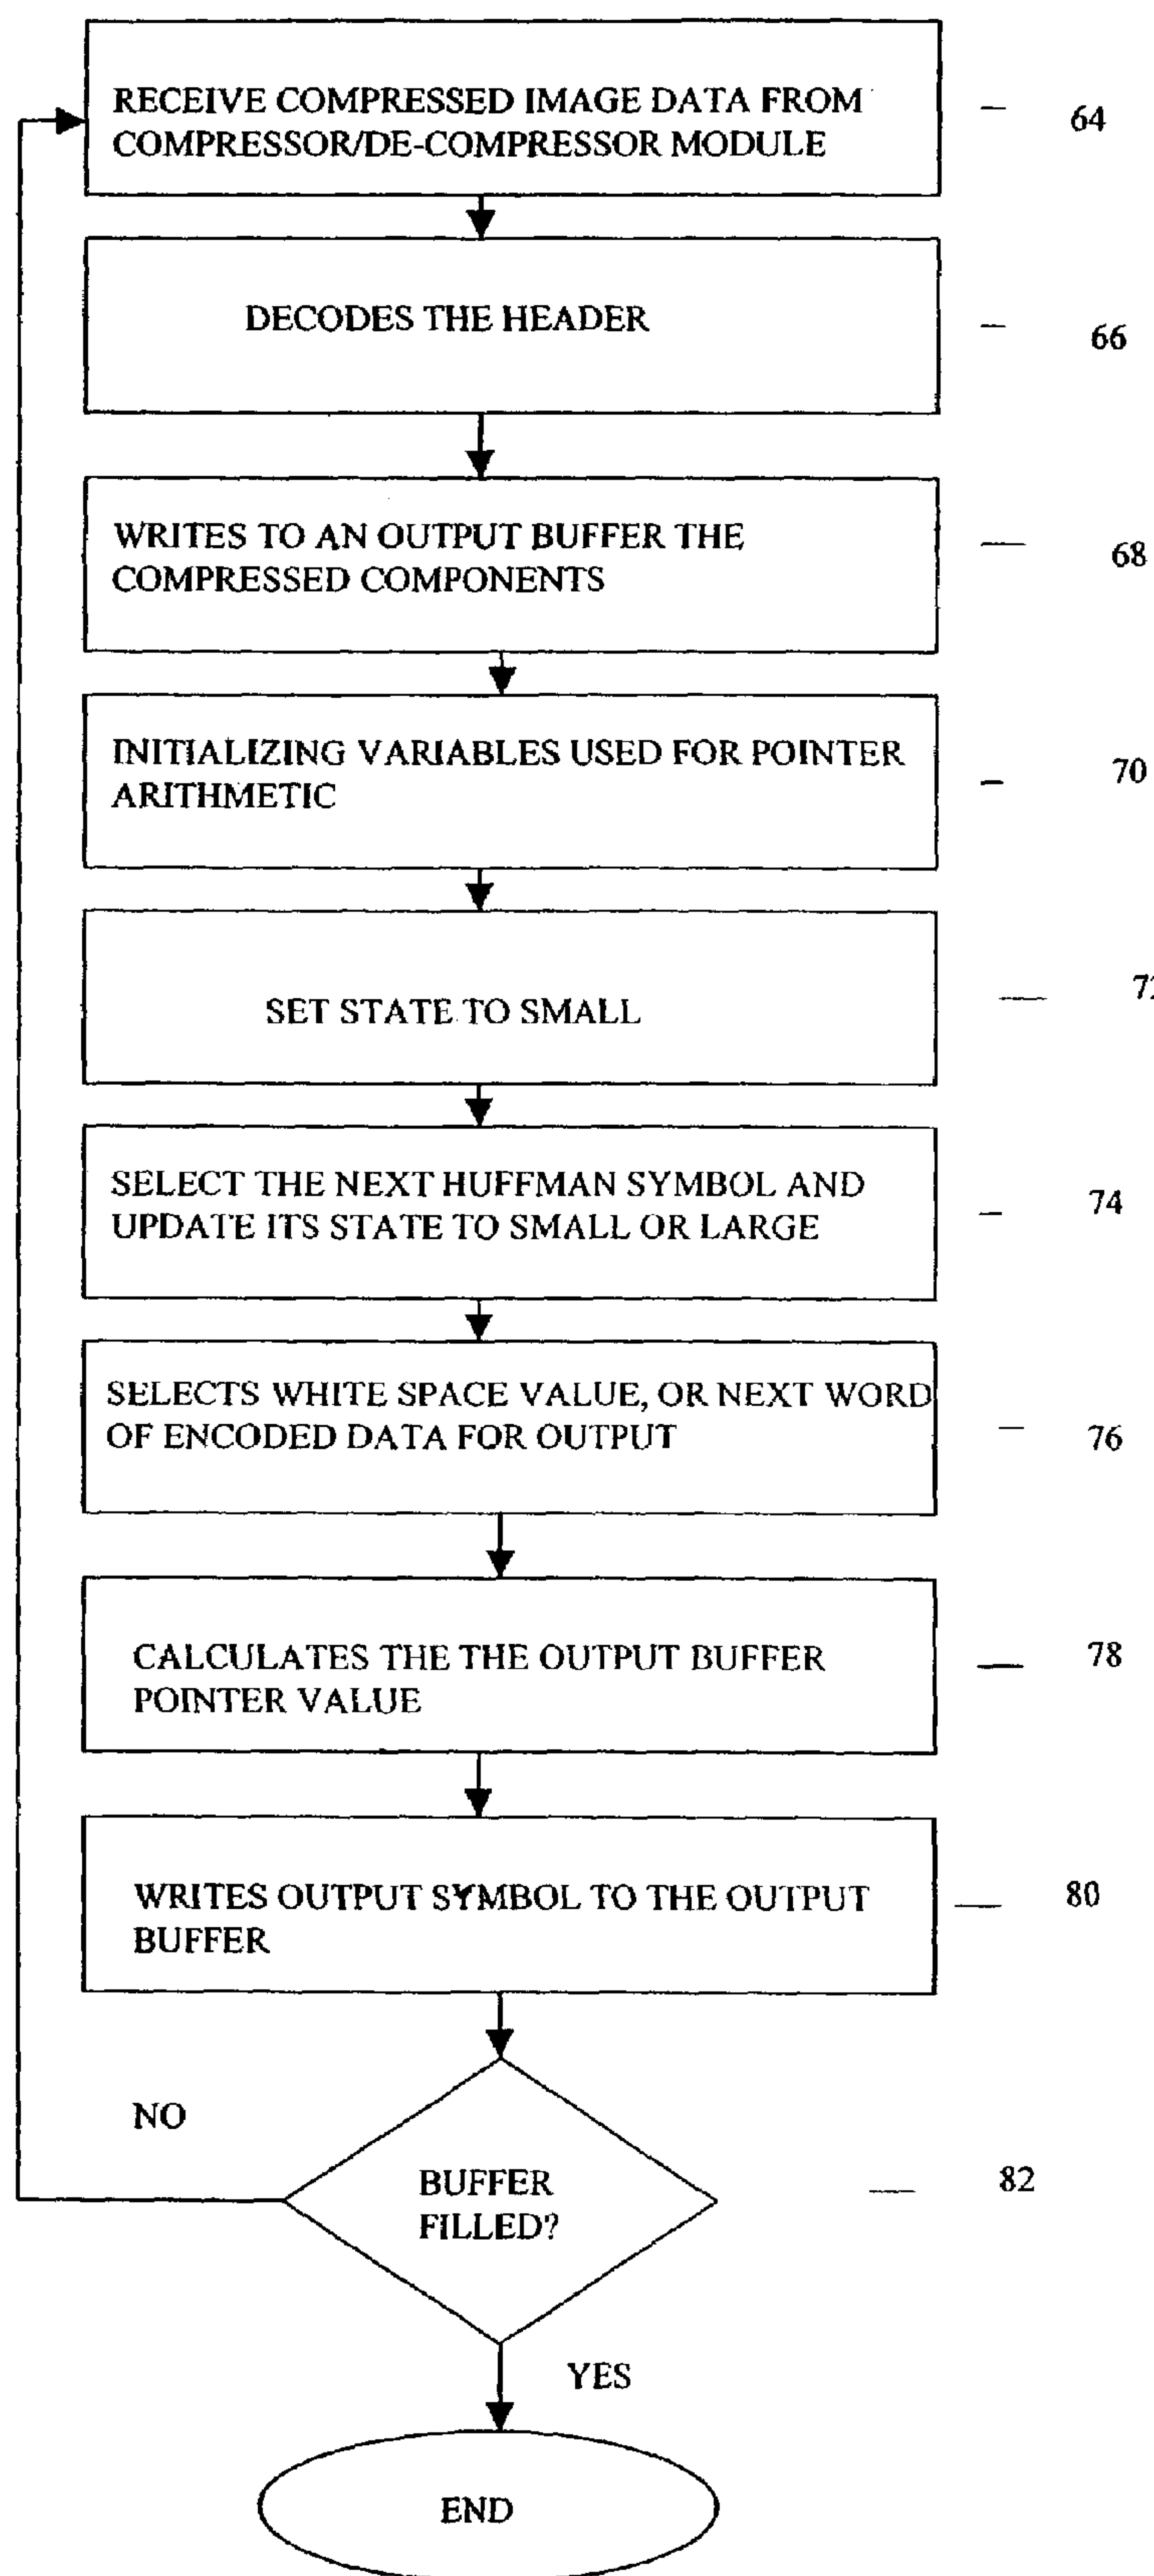 RECEIVE COMPRESSED IMAGE DATA FROM
COMPRESSOR/DE-COMPRESSOR MODULE
64
DECODES THE HEADER
66
WRITES TO AN OUTPUT BUFFER THE
COMPRESSED COMPONENTS
68
INITIALIZING VARIABLES USED FOR POINTER
ARITHMETIC
70
SET STATE TO SMALL
SELECT THE NEXT HUFFMAN SYMBOL AND
UPDATE ITS STATE TO SMALL OR LARGE
74
SELECTS WHITE SPACE VALUE, OR NEXT WORD
OF ENCODED DATA FOR OUTPUT
76
CALCULATES THE THE OUTPUT BUFFER
POINTER VALUE
78
WRITES OUTPUT SYMBOL TO THE OUTPUT
BUFFER
80
NO
BUFFER
FILLED?
82
YES
END